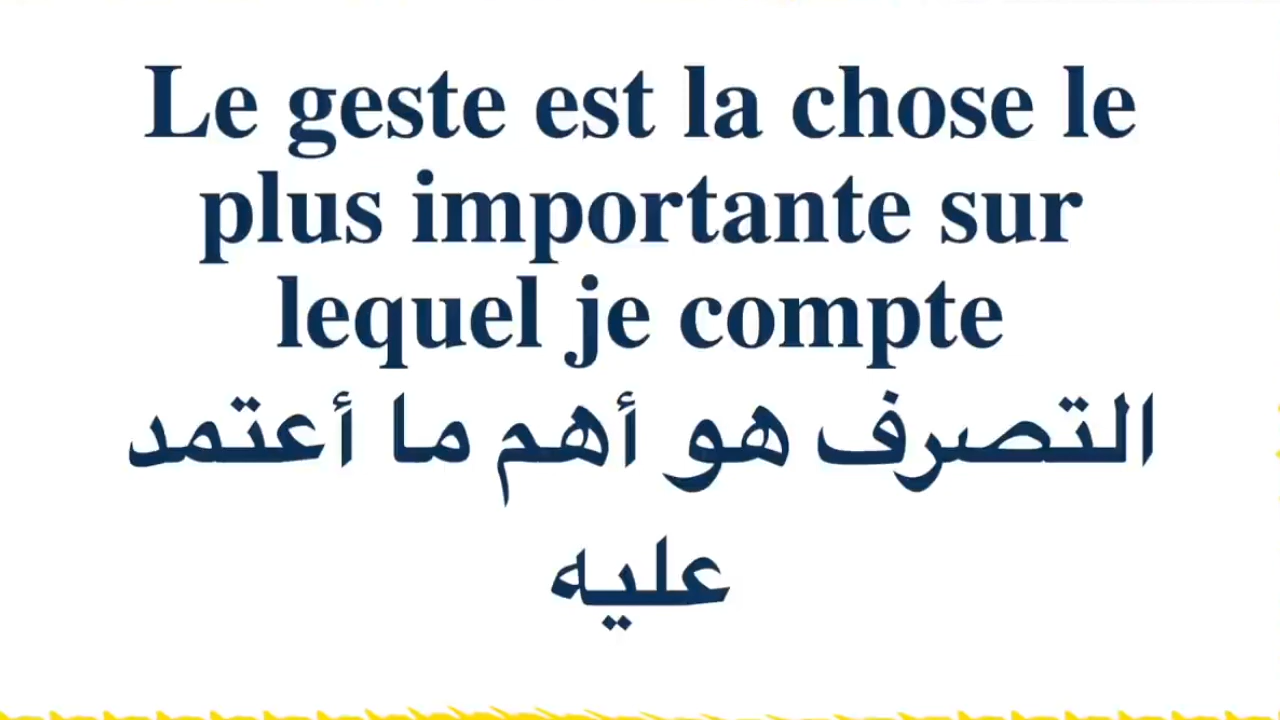 Le geste est la chose le
plus importante sur
lequel je compte
التصرف هو أهم ما أعتمد
عليه